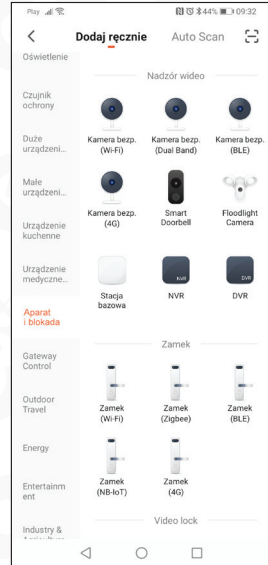 Play 44% 09:32
Dodaj ręcznie Auto Scan
Oświetlenie
Czujnik
ochrony
Duże
urządzeni...
Małe
urządzeni...
Urządzenie
kuchenne
Urządzenie
medyczne...
Aparat
i blokada
Gateway
Control
Outdoor
Travel
Energy
Entertainm
ent
Industry &
Nadzór wideo
Kamera bezp.
(Wi-Fi)
Kamera bezp.
(Dual Band)
Kamera bezp.
(BLE)
Kamera bezp.
(4G)
Smart
Doorbell
Floodlight
Camera
Stacja
bazowa
NVR
NVR
DVR
DVR
Zamek
Zamek
(Wi-Fi)
Zamek
(Zigbee)
Zamek
(BLE)
Zamek
(NB-IoT)
Zamek
(4G)
Video lock